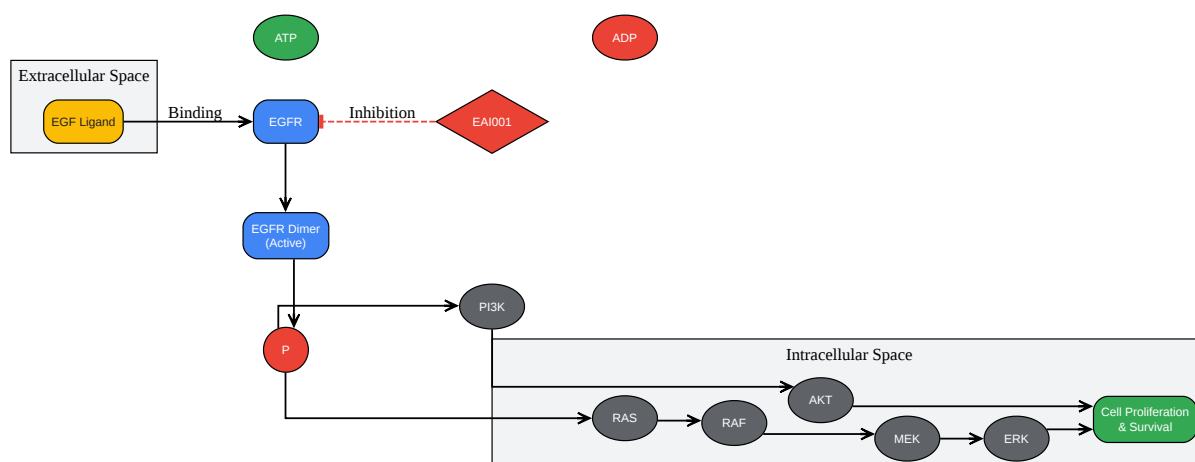 ATP
ADP
Extracellular Space
EGF Ligand
Binding
EGFR
Inhibition
EAI001
EGFR Dimer
(Active)
PI3K
P
Intracellular Space
AKT
RAS
RAF
MEK
ERK
Cell Proliferation
& Survival